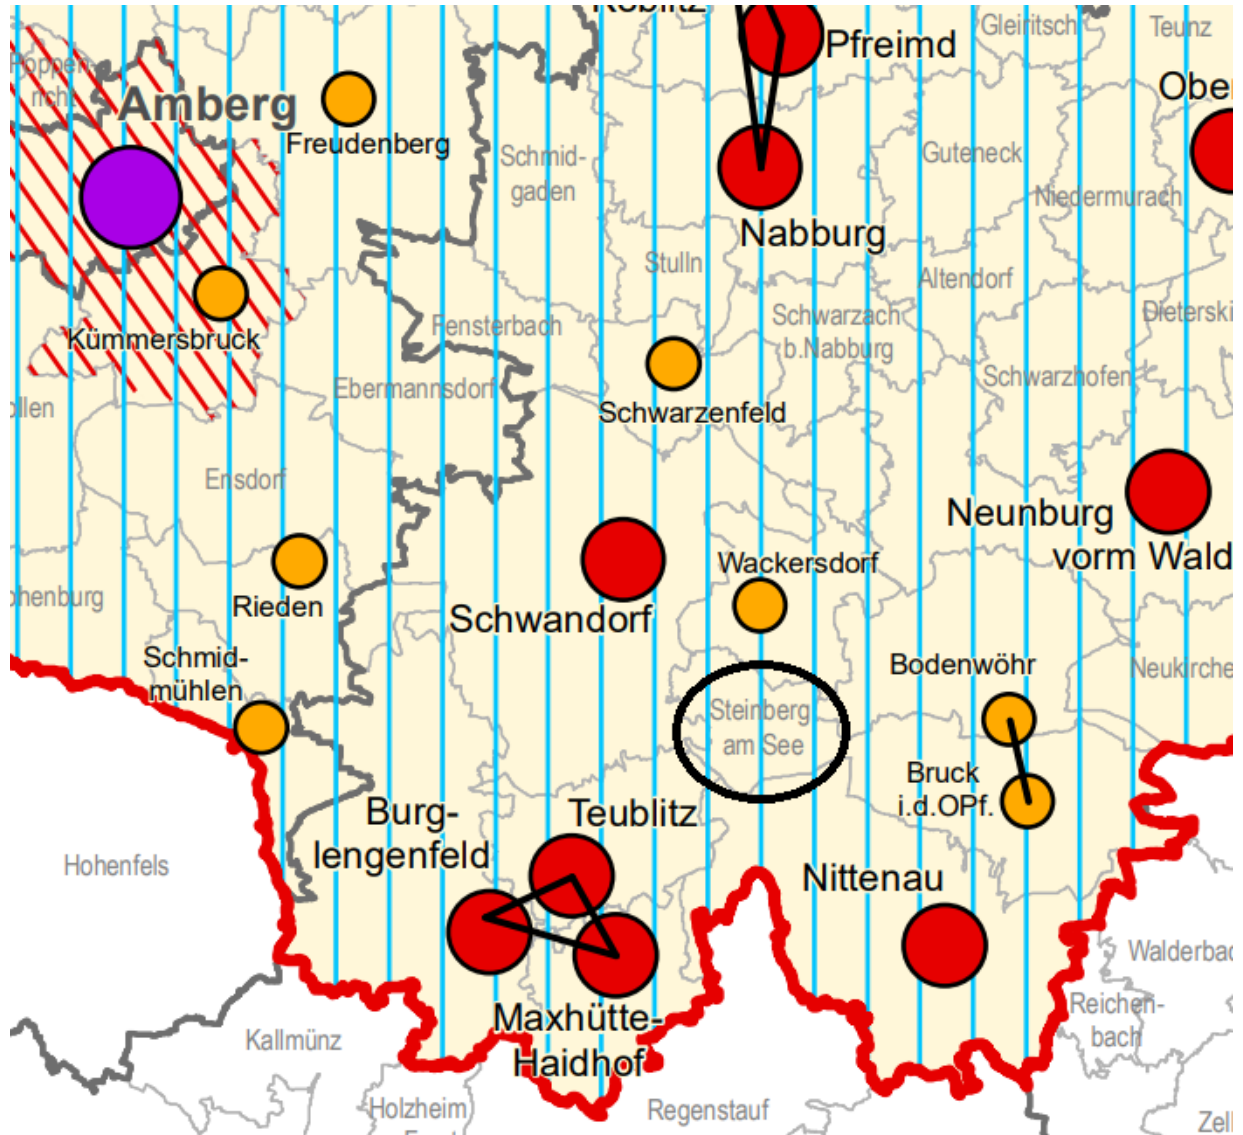 Pfreimd
Gleiritsch
Teunz
Amberg
Freudenberg
Schmid-
gaden
Guteneck
Niedermurach
Nabburg
Stulln
Altendorf
Kümmersbruck
Fensterbach
Schwarzach
b.Nabburg
Ebermannsdorf
Schwarzhofen
Schwarzenfeld
Ensdorf
Neunburg
vorm Wald
Wackersdorf
Rieden
Schwandorf
Schmid-
mühlen
Bodenwöhr
Steinberg
am See
Bruck
i.d.OPf.
Burg-
lengenfeld
Teublitz
Hohenfels
Nittenau
Maxhütte-
Haidhof
Reichen-
bach
Kallmünz
Holzheim
Regenstauf